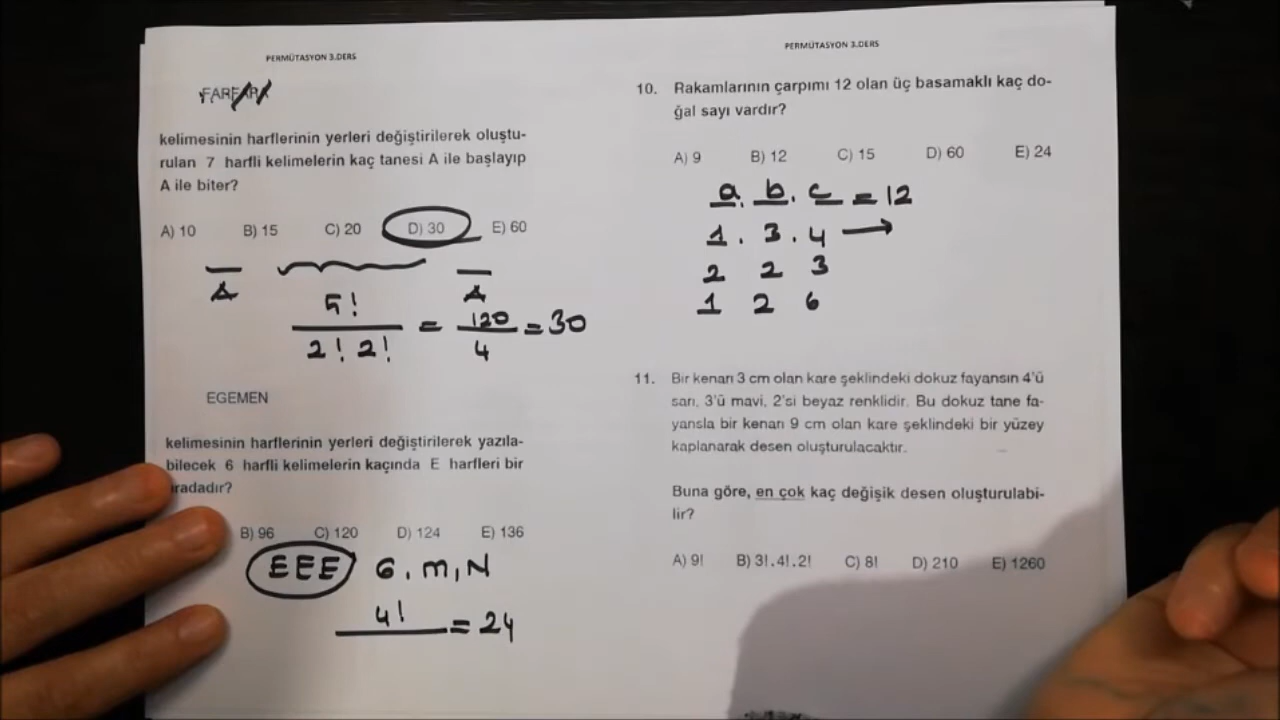 PERMÜTASYON 3.DERS
FARFARA
kelimesinin harflerinin yerleri değiştirilerek oluştu-
rulan 7 harfli kelimelerin kaç tanesi A ile başlayıp
A ile biter?
A) 10 B) 15 C) 20 D) 30 E) 60
A A
5! / 2! 2! = 120 / 4 = 30
EGEMEN
kelimesinin harflerinin yerleri değiştirilerek yazıla-
bilecek 6 harfli kelimelerin kaçında E harfleri bir
aradadır?
B) 96 C) 120 D) 124 E) 136
EEE G, M, N
4! = 24
PERMÜTASYON 3.DERS
10. Rakamlarının çarpımı 12 olan üç basamaklı kaç do-
ğal sayı vardır?
A) 9 B) 12 C) 15 D) 60 E) 24
a. b. c = 12
1. 3. 4 →
2 2 3
1 2 6
11. Bir kenarı 3 cm olan kare şeklindeki dokuz fayansın 4'ü
sarı, 3'ü mavi, 2'si beyaz renklidir. Bu dokuz tane fa-
yansla bir kenarı 9 cm olan kare şeklindeki bir yüzey
kaplanarak desen oluşturulacaktır.
Buna göre, en çok kaç değişik desen oluşturulabi-
lir?
A) 9! B) 3!.4!.2! C) 8! D) 210 E) 1260